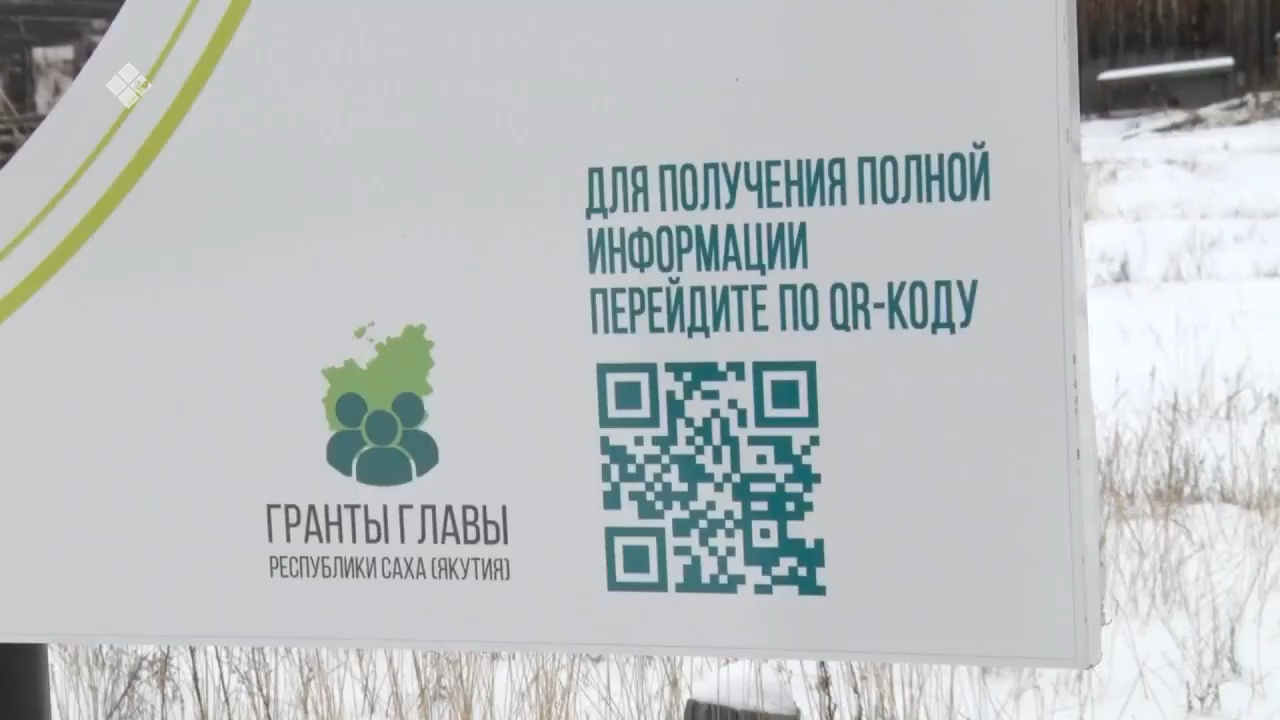 ДЛЯ ПОЛУЧЕНИЯ ПОЛНОЙ
ИНФОРМАЦИИ
ПЕРЕЙДИТЕ ПО QR-КОДУ
ГРАНТЫ ГЛАВЫ
РЕСПУБЛИКИ САХА (ЯКУТИЯ)